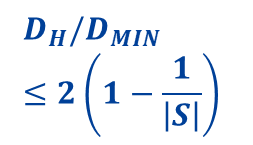 D_H/D_MIN
≤ 2 (1 − 1/|S|)